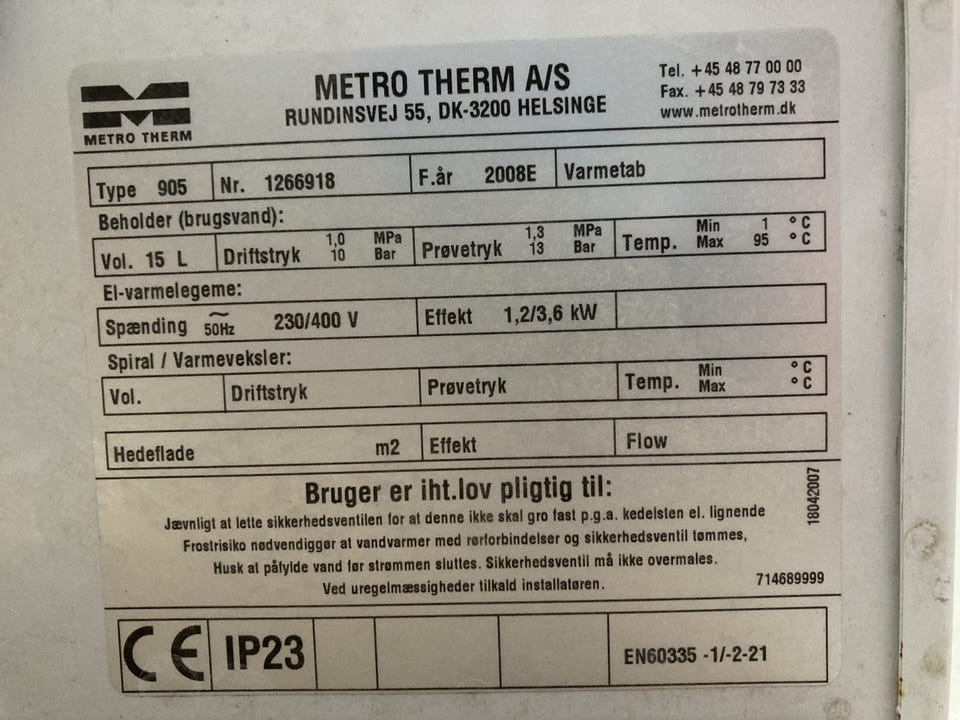 METRO THERM
METRO THERM A/S
RUNDINSVEJ 55, DK-3200 HELSINGE
Tel. +45 48 77 00 00
Fax. +45 48 79 73 33
www.metrotherm.dk
Type 905 Nr. 1266918 F.år 2008E Varmetab
Beholder (brugsvand):
Vol. 15 L Driftstryk 1,0 MPa 10 Bar Prøvetryk 1,3 MPa 13 Bar Temp. Min 1 °C Max 95 °C
El-varmelegeme:
Spænding 50Hz 230/400 V Effekt 1,2/3,6 kW
Spiral / Varmeveksler:
Vol. Driftstryk Prøvetryk Temp. Min °C Max °C
Hedeflade m2 Effekt Flow
Bruger er iht.lov pligtig til:
Jævnligt at lette sikkerhedsventilen for at denne ikke skal gro fast p.g.a. kedelsten el. lignende
Frostrisiko nødvendiggør at vandvarmer med rørforbindelser og sikkerhedsventil tømmes,
Husk at påfylde vand før strømmen sluttes. Sikkerhedsventil må ikke overmales.
Ved uregelmæssigheder tilkald installatøren.
714689999
18042007
CE IP23 EN60335 -1/-2-21